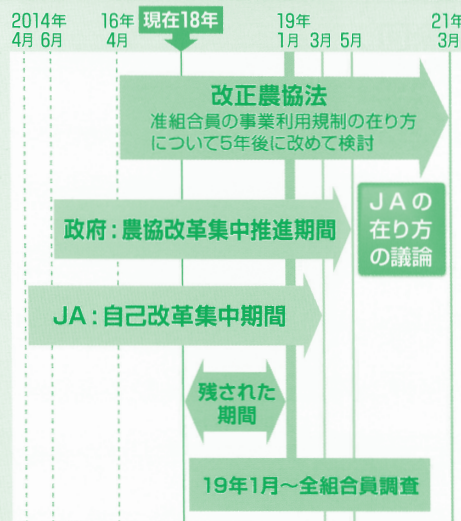 2014年 16年 現在18年 19年 21年
4月 6月 4月 1月 3月 5月 3月
改正農協法
准組合員の事業利用規制の在り方
について5年後に改めて検討
政府:農協改革集中推進期間
JAの
在り方
の議論
JA:自己改革集中期間
残された
期間
19年1月〜全組合員調査